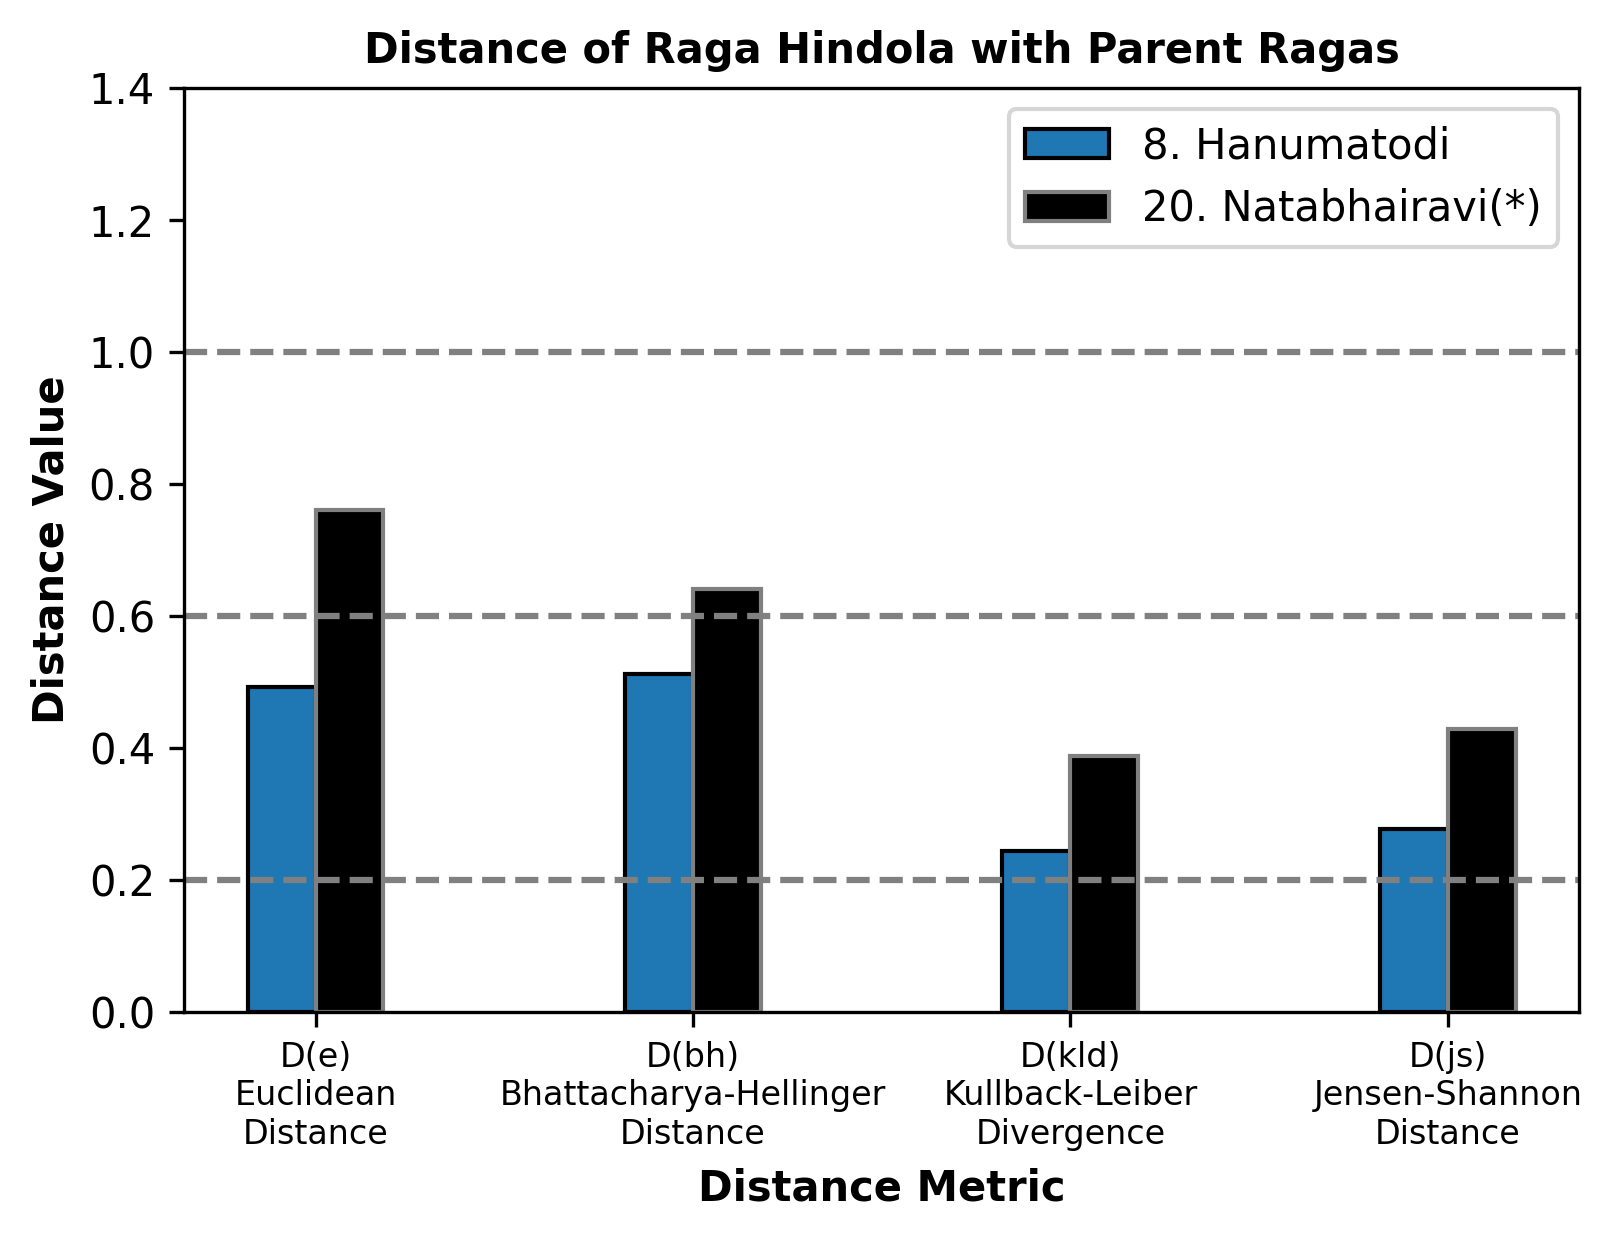 Distance of Raga Hindola with Parent Ragas
8. Hanumatodi
20. Natabhairavi(*)
Distance Value
1.4
1.2
1.0
0.8
0.6
0.4
0.2
0.0
D(e)
Euclidean
Distance
D(bh)
Bhattacharya-Hellinger
Distance
D(kld)
Kullback-Leiber
Divergence
D(js)
Jensen-Shannon
Distance
Distance Metric